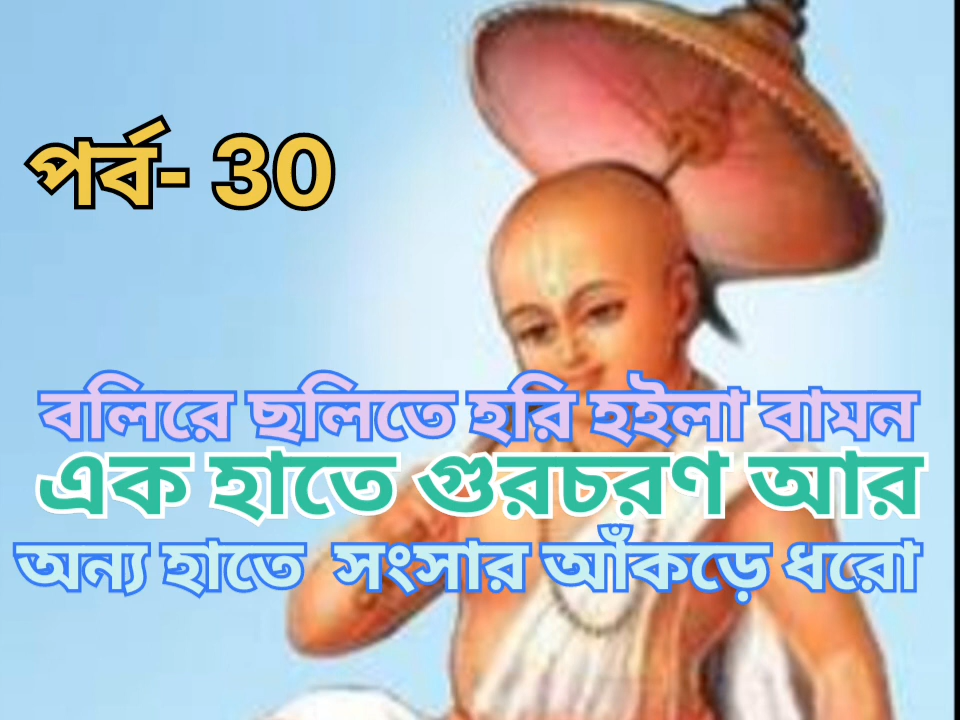 পর্ব- 30
বলিরে ছলিতে হরি হইলা বামন
এক হাতে গুরচরণ আর
অন্য হাতে সংসার আঁকড়ে ধরো